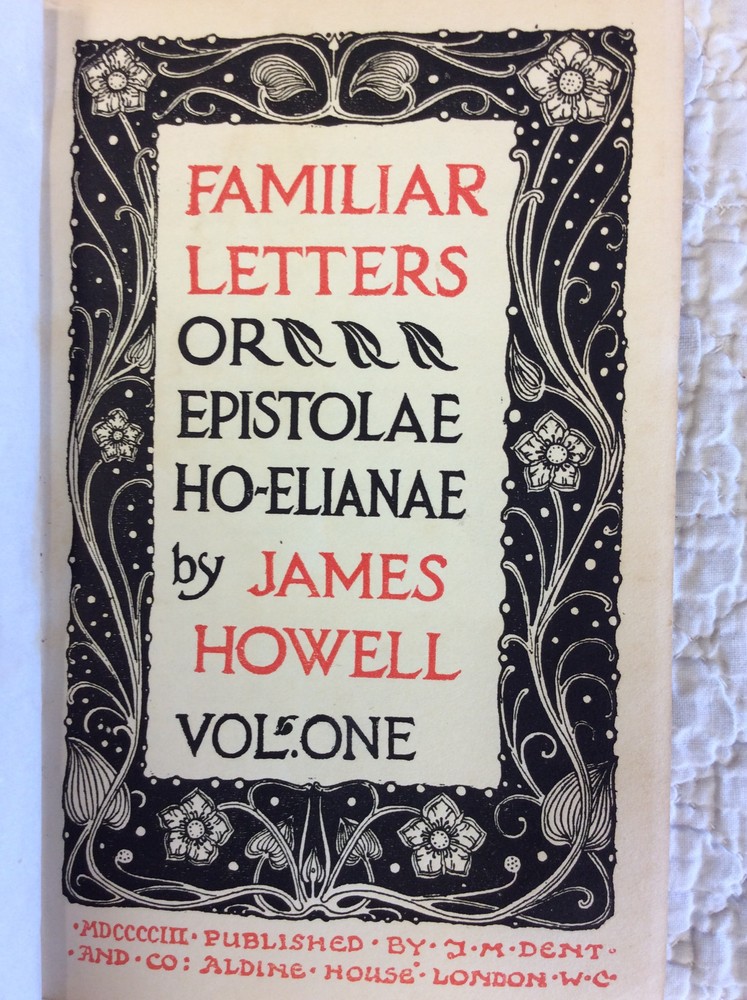 FAMILIAR
LETTERS
OR
EPISTOLAE
HO-ELIANAE
by JAMES
HOWELL
VOL. ONE
·MDCCCCIII· PUBLISHED · BY · J · M · DENT ·
· AND · CO: ALDINE · HOUSE · LONDON · W · C ·